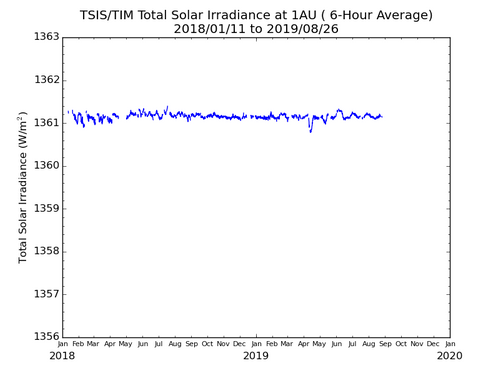 TSIS/TIM Total Solar Irradiance at 1AU ( 6-Hour Average)
2018/01/11 to 2019/08/26
Total Solar Irradiance (W/m²)
1363
1362
1361
1360
1359
1358
1357
1356
Jan Feb Mar Apr May Jun Jul Aug Sep Oct Nov Dec Jan Feb Mar Apr May Jun Jul Aug Sep Oct Nov Dec Jan
2018 2019 2020